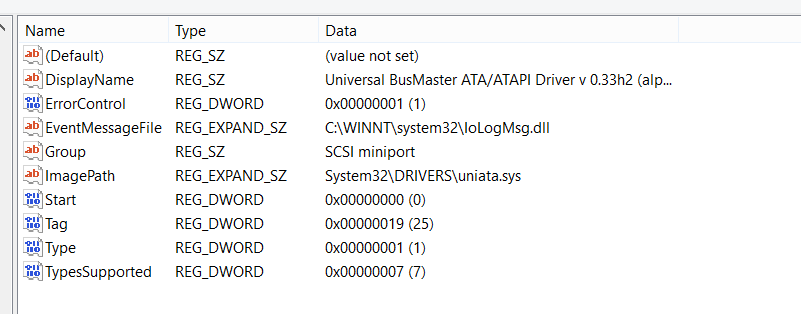 Name Type Data
(Default) REG_SZ (value not set)
DisplayName REG_SZ Universal BusMaster ATA/ATAPI Driver v 0.33h2 (alp...
ErrorControl REG_DWORD 0x00000001 (1)
EventMessageFile REG_EXPAND_SZ C:\WINNT\system32\IoLogMsg.dll
Group REG_SZ SCSI miniport
ImagePath REG_EXPAND_SZ System32\DRIVERS\uniata.sys
Start REG_DWORD 0x00000000 (0)
Tag REG_DWORD 0x00000019 (25)
Type REG_DWORD 0x00000001 (1)
TypesSupported REG_DWORD 0x00000007 (7)